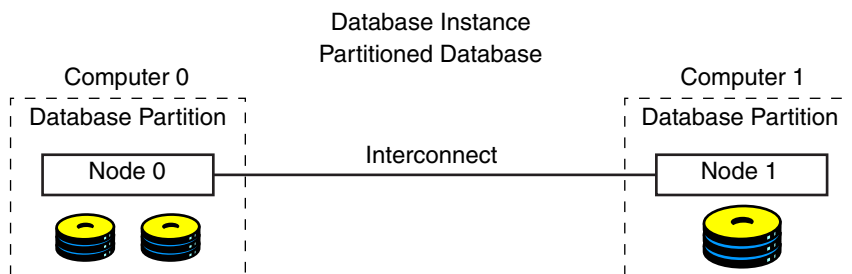 Database Instance
Partitioned Database
Computer 0
Computer 1
Database Partition
Database Partition
Interconnect
Node 0
Node 1